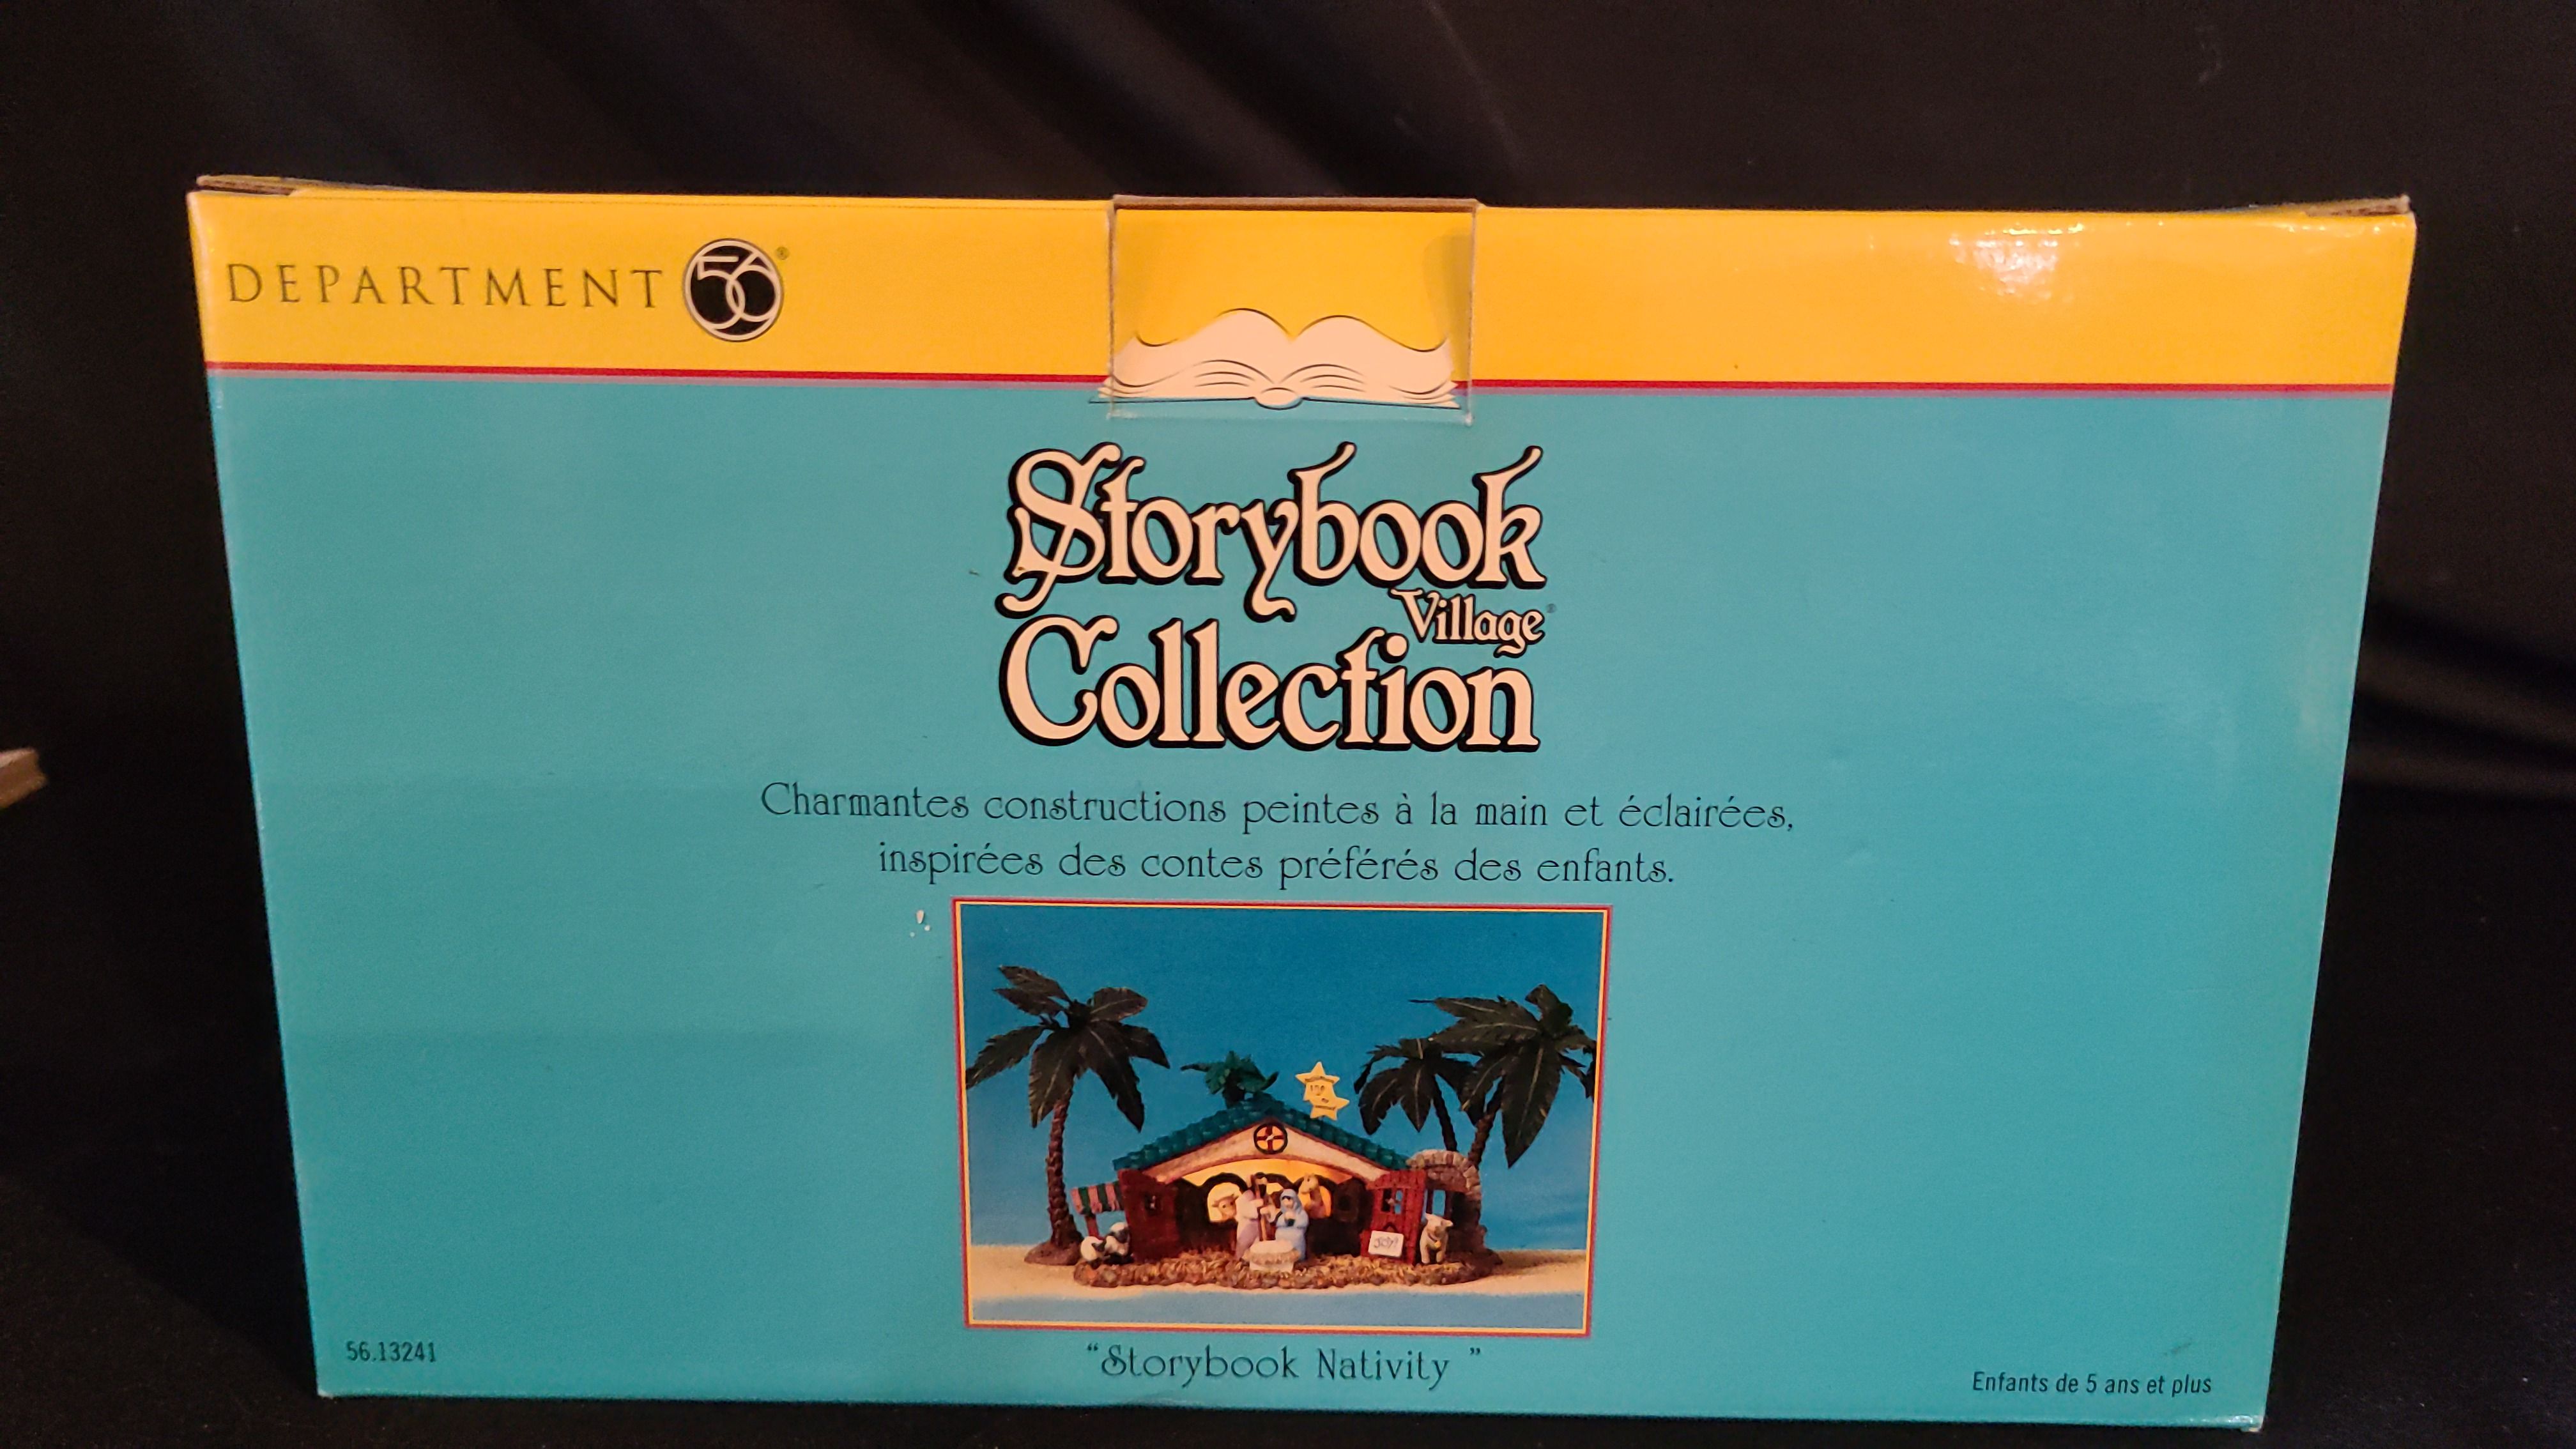 DEPARTMENT 56®
Storybook
Village®
Collection
Charmantes constructions peintes à la main et éclairées,
inspirées des contes préférés des enfants.
JOY!
56.13241
"Storybook Nativity"
Enfants de 5 ans et plus